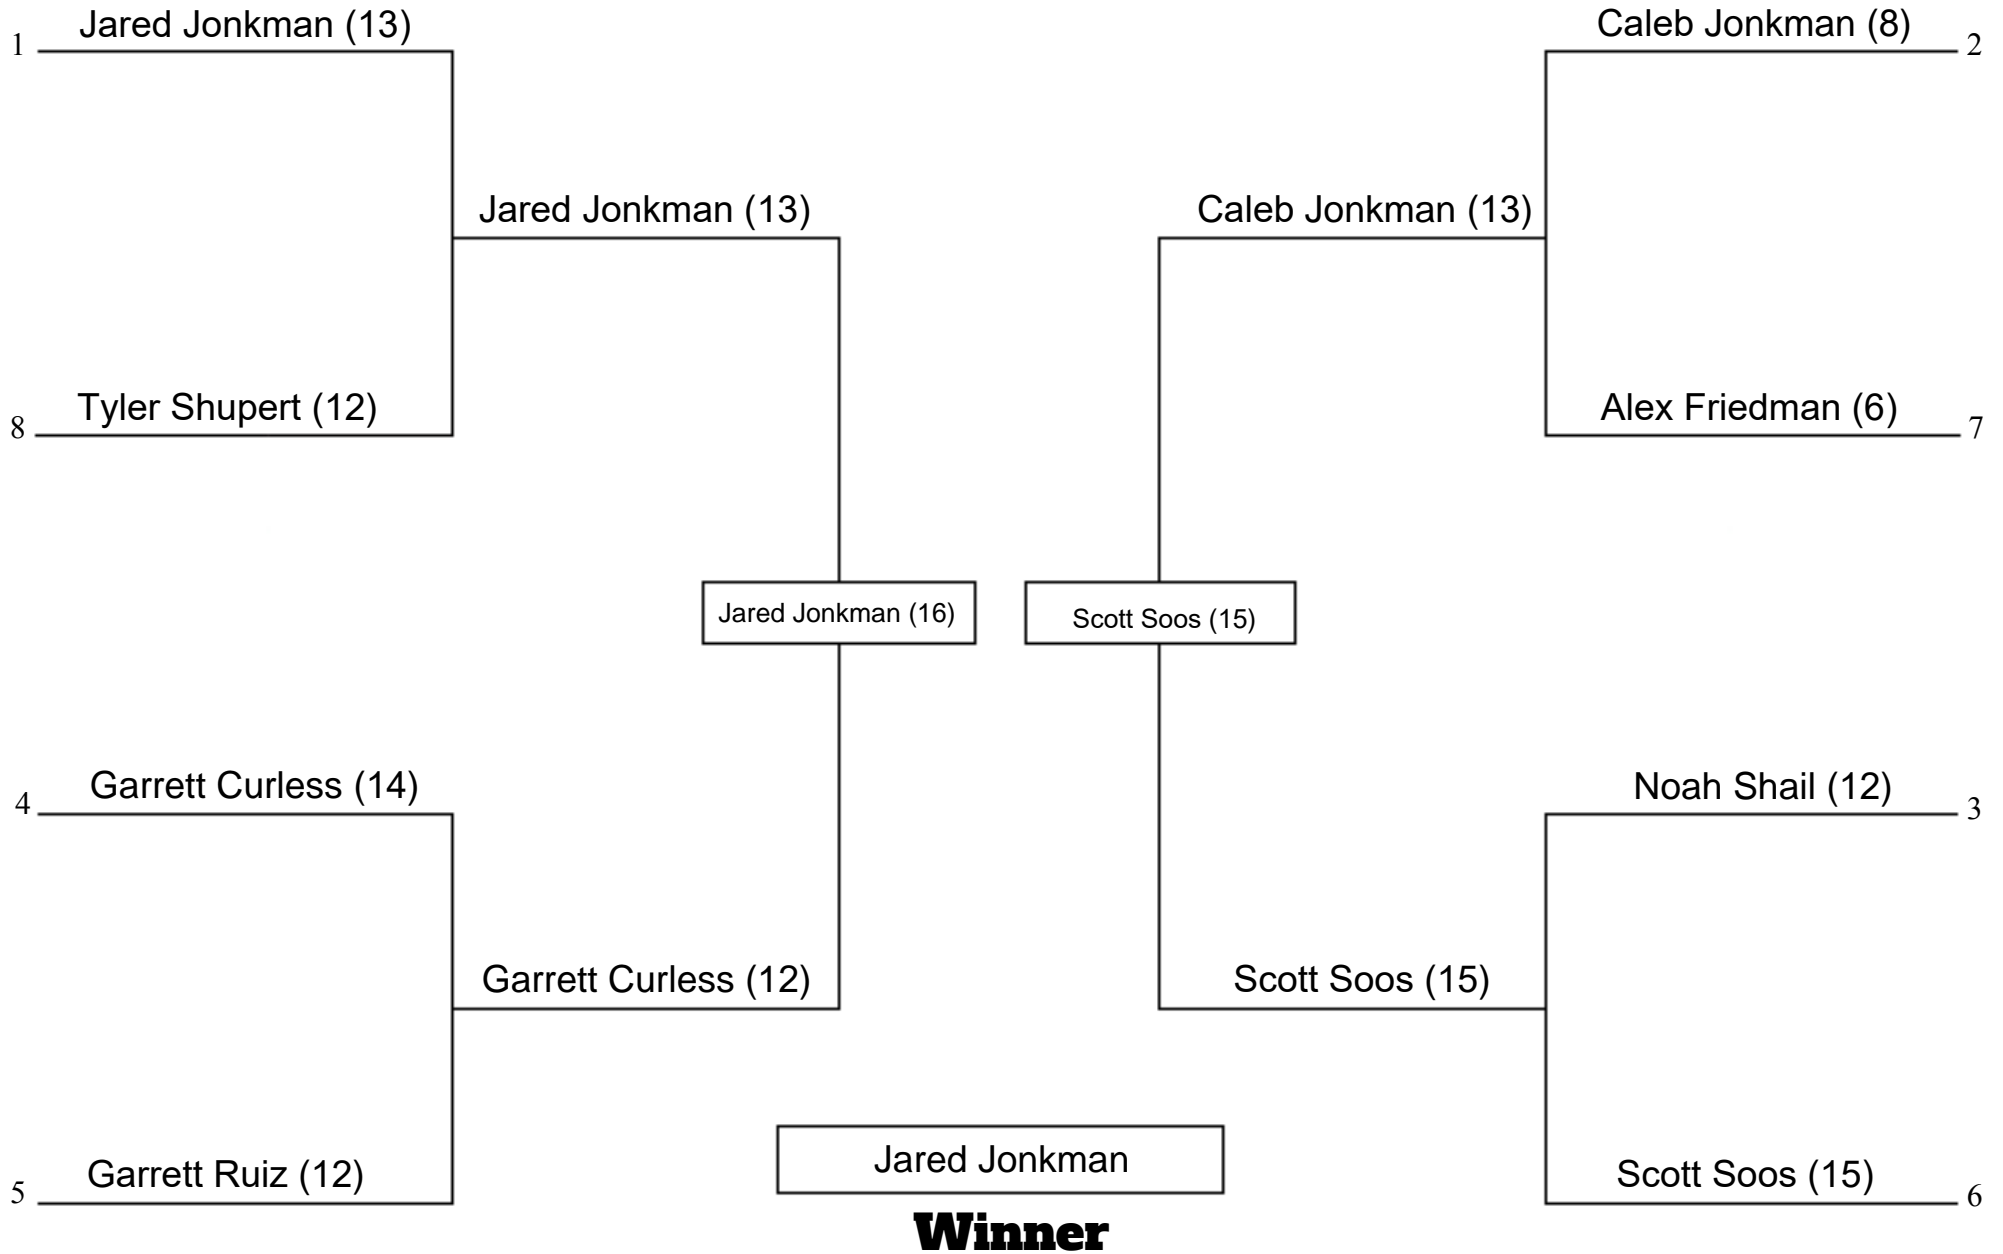 Jared Jonkman (13)
1
Caleb Jonkman (8)
2
Jared Jonkman (13)
Caleb Jonkman (13)
Tyler Shupert (12)
8
Alex Friedman (6)
7
Jared Jonkman (16)
Scott Soos (15)
Garrett Curless (14)
4
Noah Shail (12)
3
Garrett Curless (12)
Scott Soos (15)
Garrett Ruiz (12)
5
Jared Jonkman
Scott Soos (15)
6
Winner